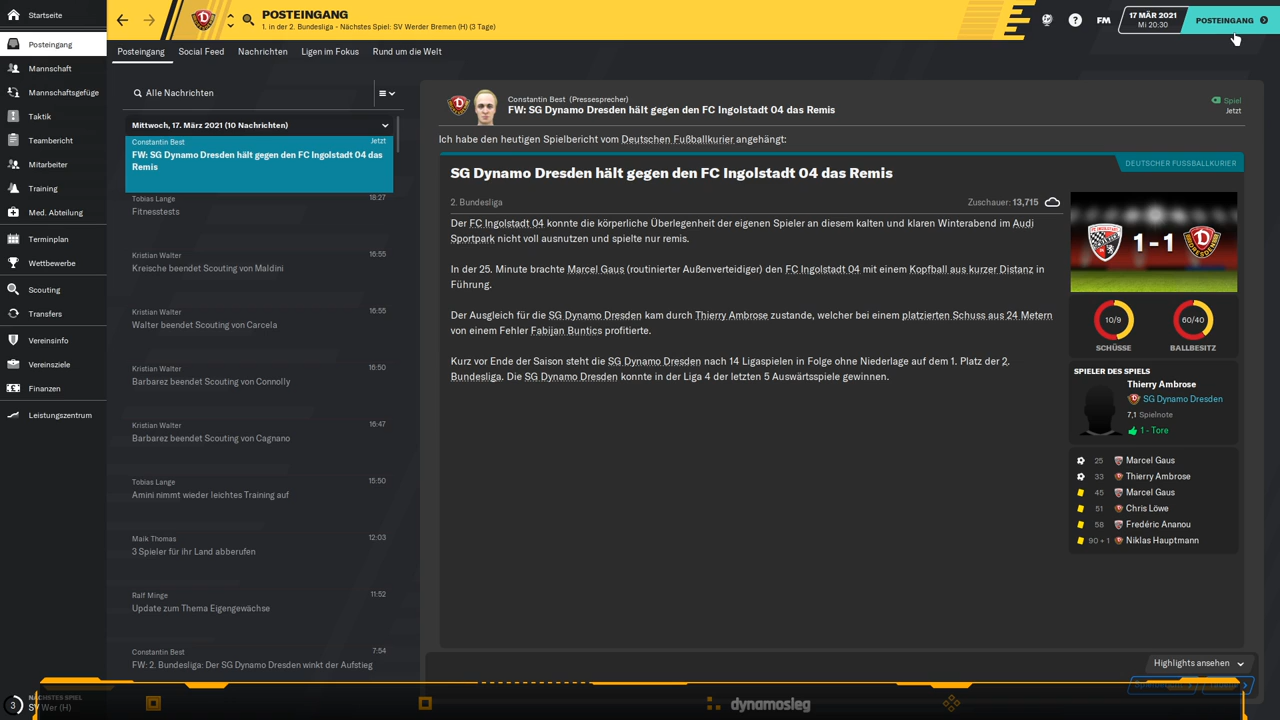 Startseite
Posteingang
Mannschaft
Mannschaftsgefüge
Taktik
Teambericht
Mitarbeiter
Training
Med. Abteilung
Terminplan
Wettbewerbe
Scouting
Transfers
Vereinsinfo
Vereinsziele
Finanzen
Leistungszentrum
3
NÄCHSTES SPIEL
SV Wer (H)
POSTEINGANG
1. in der 2. Bundesliga - Nächstes Spiel: SV Werder Bremen (H) (3 Tage)
?
FM
17 MÄR 2021
Mi 20:30
POSTEINGANG
Posteingang Social Feed Nachrichten Ligen im Fokus Rund um die Welt
Alle Nachrichten
Mittwoch, 17. März 2021 (10 Nachrichten)
Constantin Best Jetzt
FW: SG Dynamo Dresden hält gegen den FC Ingolstadt 04 das
Remis
Tobias Lange 18:27
Fitnesstests
Kristian Walter 16:55
Kreische beendet Scouting von Maldini
Kristian Walter 16:55
Walter beendet Scouting von Carcela
Kristian Walter 16:50
Barbarez beendet Scouting von Connolly
Kristian Walter 16:47
Barbarez beendet Scouting von Cagnano
Tobias Lange 15:50
Amini nimmt wieder leichtes Training auf
Maik Thomas 12:03
3 Spieler für ihr Land abberufen
Ralf Minge 11:52
Update zum Thema Eigengewächse
Constantin Best 7:54
FW: 2. Bundesliga: Der SG Dynamo Dresden winkt der Aufstieg
Constantin Best (Pressesprecher)
FW: SG Dynamo Dresden hält gegen den FC Ingolstadt 04 das Remis
Spiel
Jetzt
Ich habe den heutigen Spielbericht vom Deutschen Fußballkurier angehängt:
DEUTSCHER FUSSBALLKURIER
SG Dynamo Dresden hält gegen den FC Ingolstadt 04 das Remis
2. Bundesliga Zuschauer: 13,715
Der FC Ingolstadt 04 konnte die körperliche Überlegenheit der eigenen Spieler an diesem kalten und klaren Winterabend im Audi
Sportpark nicht voll ausnutzen und spielte nur remis.
In der 25. Minute brachte Marcel Gaus (routinierter Außenverteidiger) den FC Ingolstadt 04 mit einem Kopfball aus kurzer Distanz in
Führung.
Der Ausgleich für die SG Dynamo Dresden kam durch Thierry Ambrose zustande, welcher bei einem platzierten Schuss aus 24 Metern
von einem Fehler Fabijan Buntics profitierte.
Kurz vor Ende der Saison steht die SG Dynamo Dresden nach 14 Ligaspielen in Folge ohne Niederlage auf dem 1. Platz der 2.
Bundesliga. Die SG Dynamo Dresden konnte in der Liga 4 der letzten 5 Auswärtsspiele gewinnen.
1 - 1
10/9
SCHÜSSE
60/40
BALLBESITZ
SPIELER DES SPIELS
Thierry Ambrose
SG Dynamo Dresden
7,1 Spielnote
1 - Tore
25 Marcel Gaus
33 Thierry Ambrose
45 Marcel Gaus
51 Chris Löwe
58 Frederic Ananou
90 + 1 Niklas Hauptmann
Highlights ansehen
dynamosleg